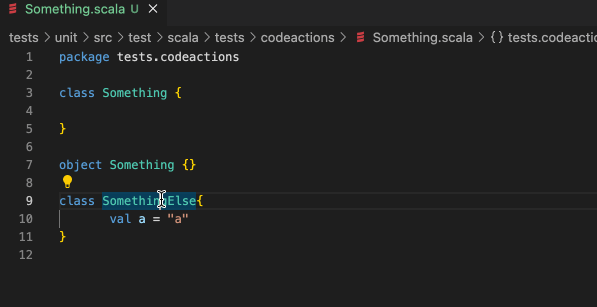 Something.scala U ×
tests > unit > src > test > scala > tests > codeactions > Something.scala > {} tests.codeactio
1 package tests.codeactions
2
3 class Something {
4
5 }
6
7 object Something {}
8
9 class SomethingElse{
10 val a = "a"
11 }
12